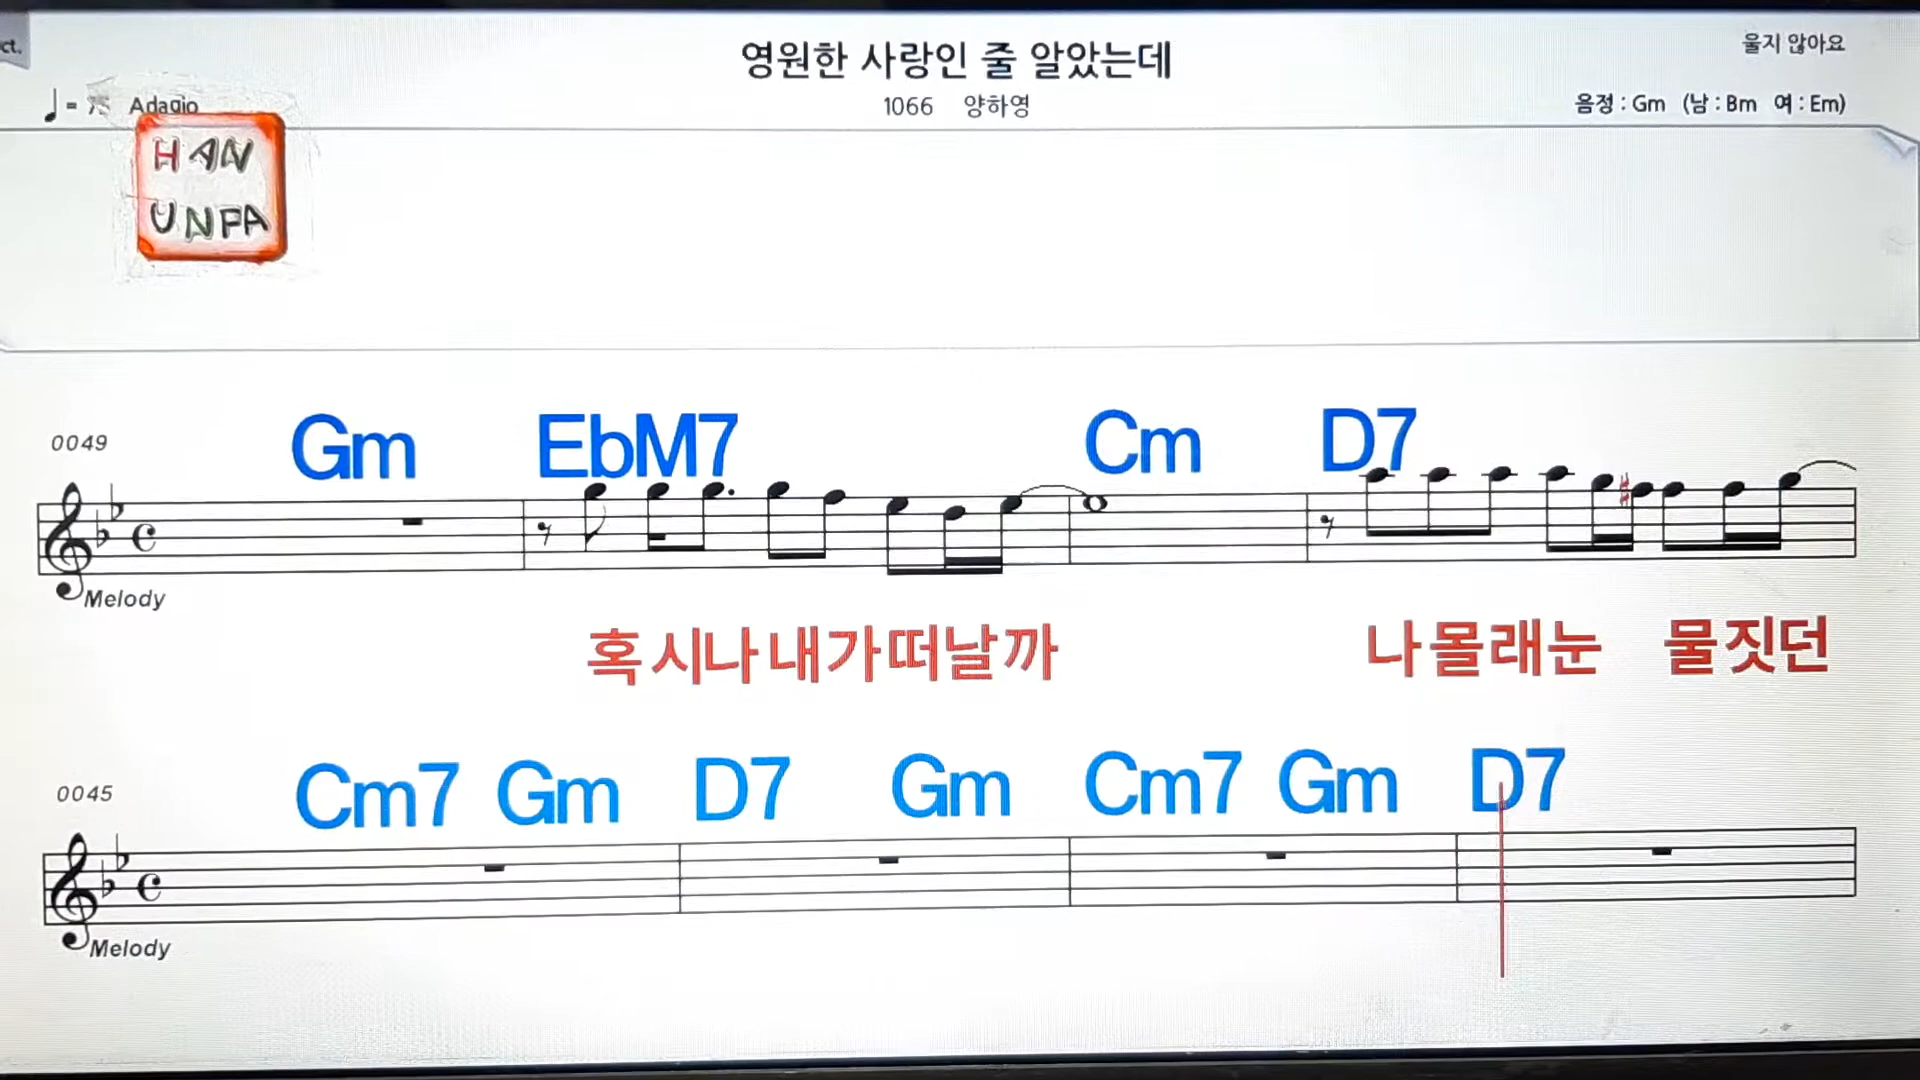 ct.
영원한 사랑인 줄 알았는데
울지 않아요
♩= 75 Adagio
1066 양하영
음정 : Gm (남 : Bm 여 : Em)
HAN
UNPA
0049
Gm EbM7 Cm D7
Melody
혹시나내가떠날까 나몰래눈 물짓던
0045
Cm7 Gm D7 Gm Cm7 Gm D7
Melody